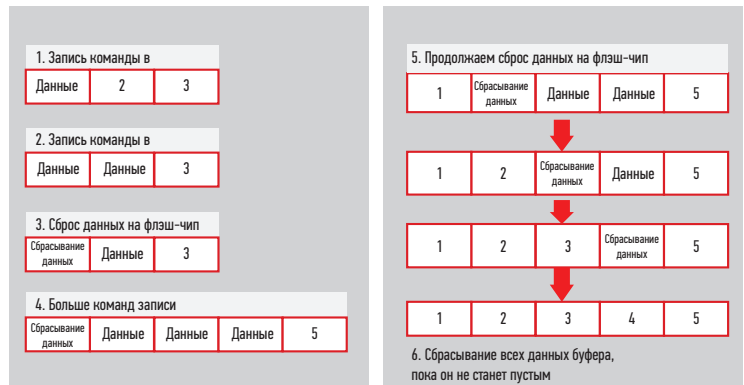 1. Запись команды в
Данные 2 3
2. Запись команды в
Данные Данные 3
3. Сброс данных на флэш-чип
Сбрасывание данных Данные 3
4. Больше команд записи
Сбрасывание данных Данные Данные Данные 5
5. Продолжаем сброс данных на флэш-чип
1 Сбрасывание данных Данные Данные 5
1 2 Сбрасывание данных Данные 5
1 2 3 Сбрасывание данных 5
1 2 3 4 5
6. Сбрасывание всех данных буфера,
пока он не станет пустым